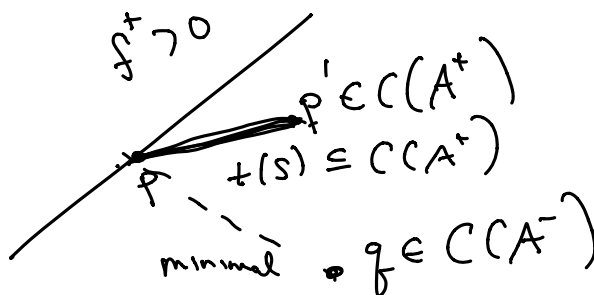 f⁺ > 0
p' ∈ C(A⁺)
t(s) ⊆ C(A⁺)
p
minimal
q ∈ C(A⁻)